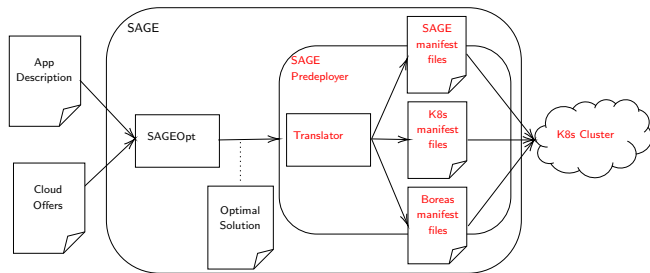 SAGE
App
Description
Cloud
Offers
SAGEOpt
Optimal
Solution
SAGE
Predeployer
Translator
SAGE
manifest
files
K8s
manifest
files
Boreas
manifest
files
K8s Cluster